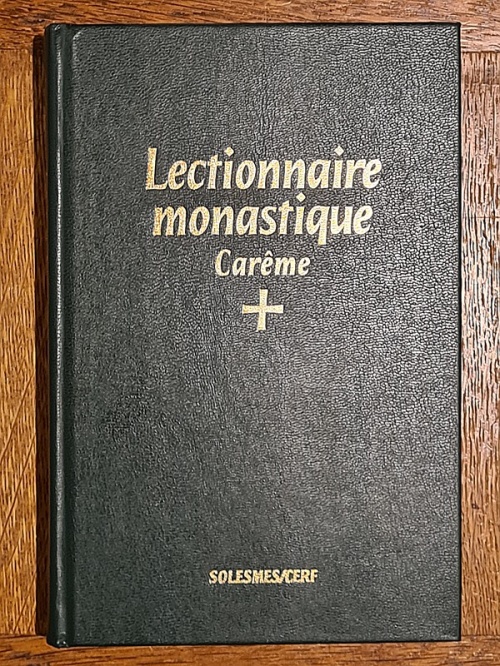 Lectionnaire
monastique
Carême
SOLESMES/CERF